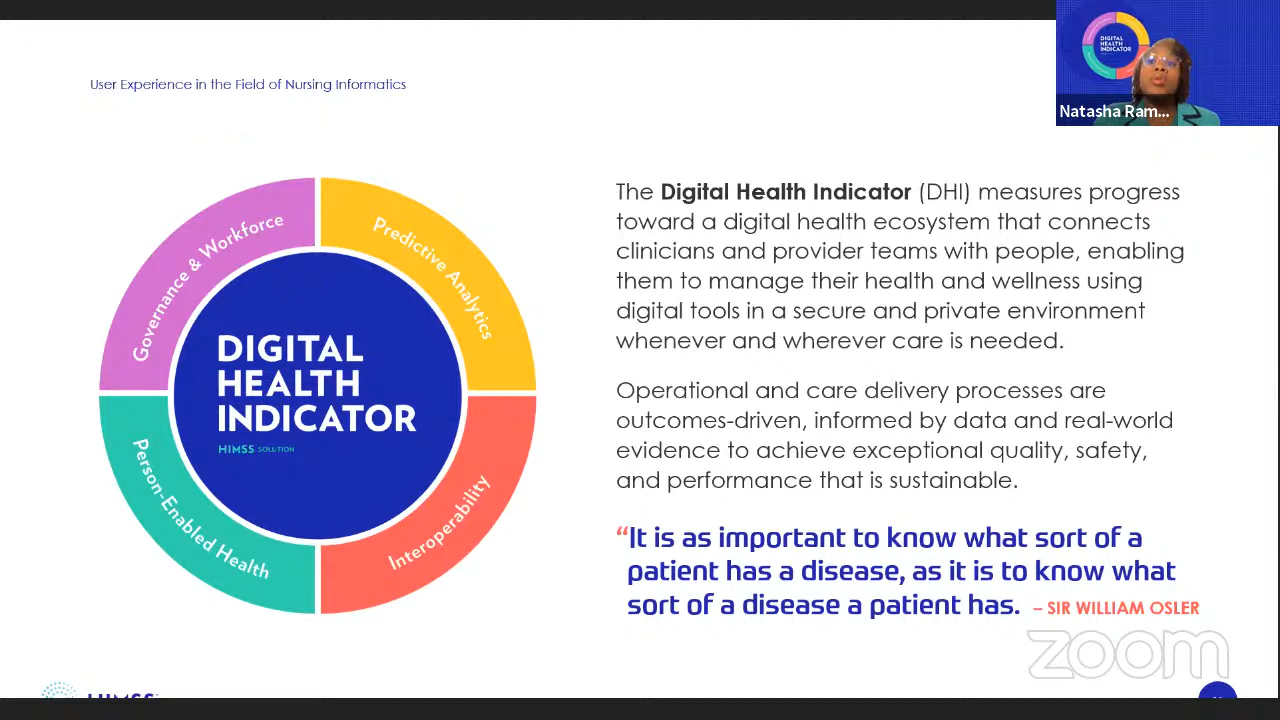 User Experience in the Field of Nursing Informatics
DIGITAL
HEALTH
INDICATOR
Natasha Ram...
Governance & Workforce
Predictive Analytics
Person-Enabled Health
Interoperability
DIGITAL
HEALTH
INDICATOR
HIMSS SOLUTION
The Digital Health Indicator (DHI) measures progress
toward a digital health ecosystem that connects
clinicians and provider teams with people, enabling
them to manage their health and wellness using
digital tools in a secure and private environment
whenever and wherever care is needed.
Operational and care delivery processes are
outcomes-driven, informed by data and real-world
evidence to achieve exceptional quality, safety,
and performance that is sustainable.
“It is as important to know what sort of a
patient has a disease, as it is to know what
sort of a disease a patient has. – SIR WILLIAM OSLER
zoom
HIMSS